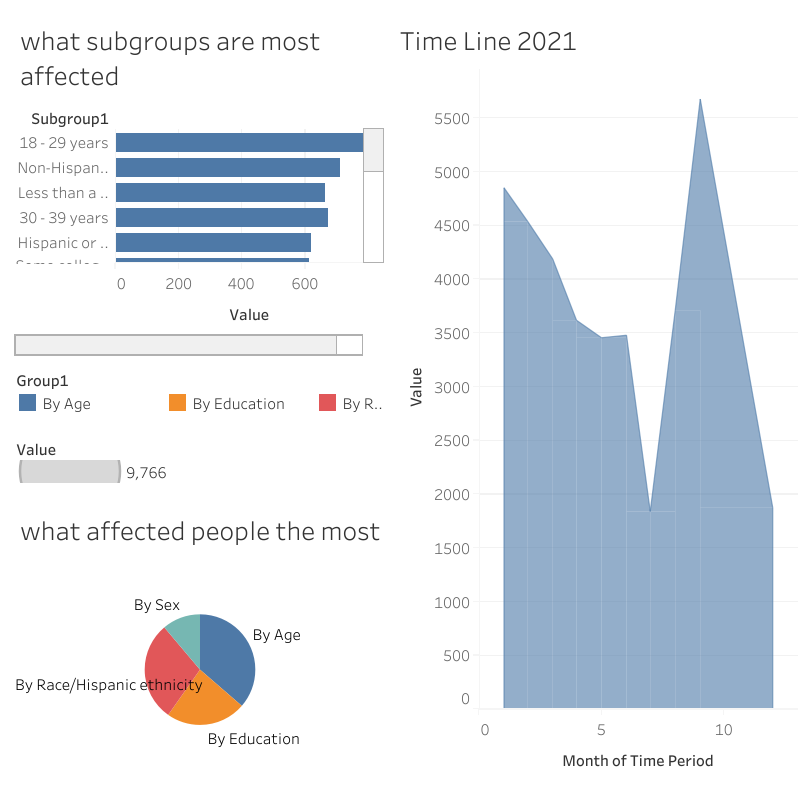 what subgroups are most
affected
Subgroup1
18 - 29 years
Non-Hispan..
Less than a ..
30 - 39 years
Hispanic or ..
0 200 400 600
Value
Group1
By Age By Education By R..
Value
9,766
what affected people the most
By Sex
By Age
By Race/Hispanic ethnicity
By Education
Time Line 2021
5500
5000
4500
4000
3500
3000
2500
2000
1500
1000
500
0
Value
0 5 10
Month of Time Period